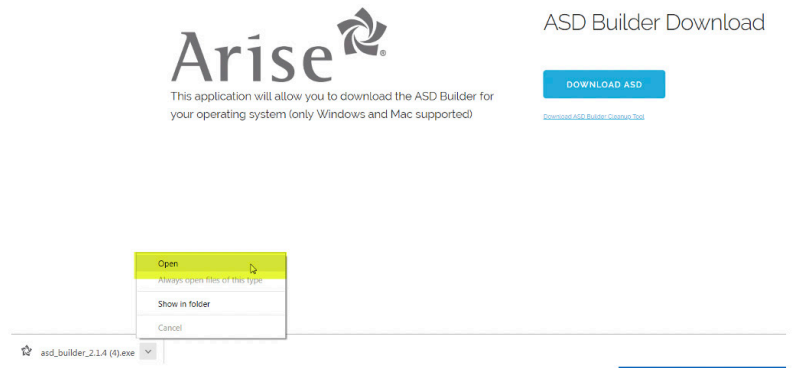 Arise
ASD Builder Download
This application will allow you to download the ASD Builder for
your operating system (only Windows and Mac supported)
DOWNLOAD ASD
Download ASD Builder Cleanup Tool
Open
Always open files of this type
Show in folder
Cancel
asd_builder_2.1.4 (4).exe